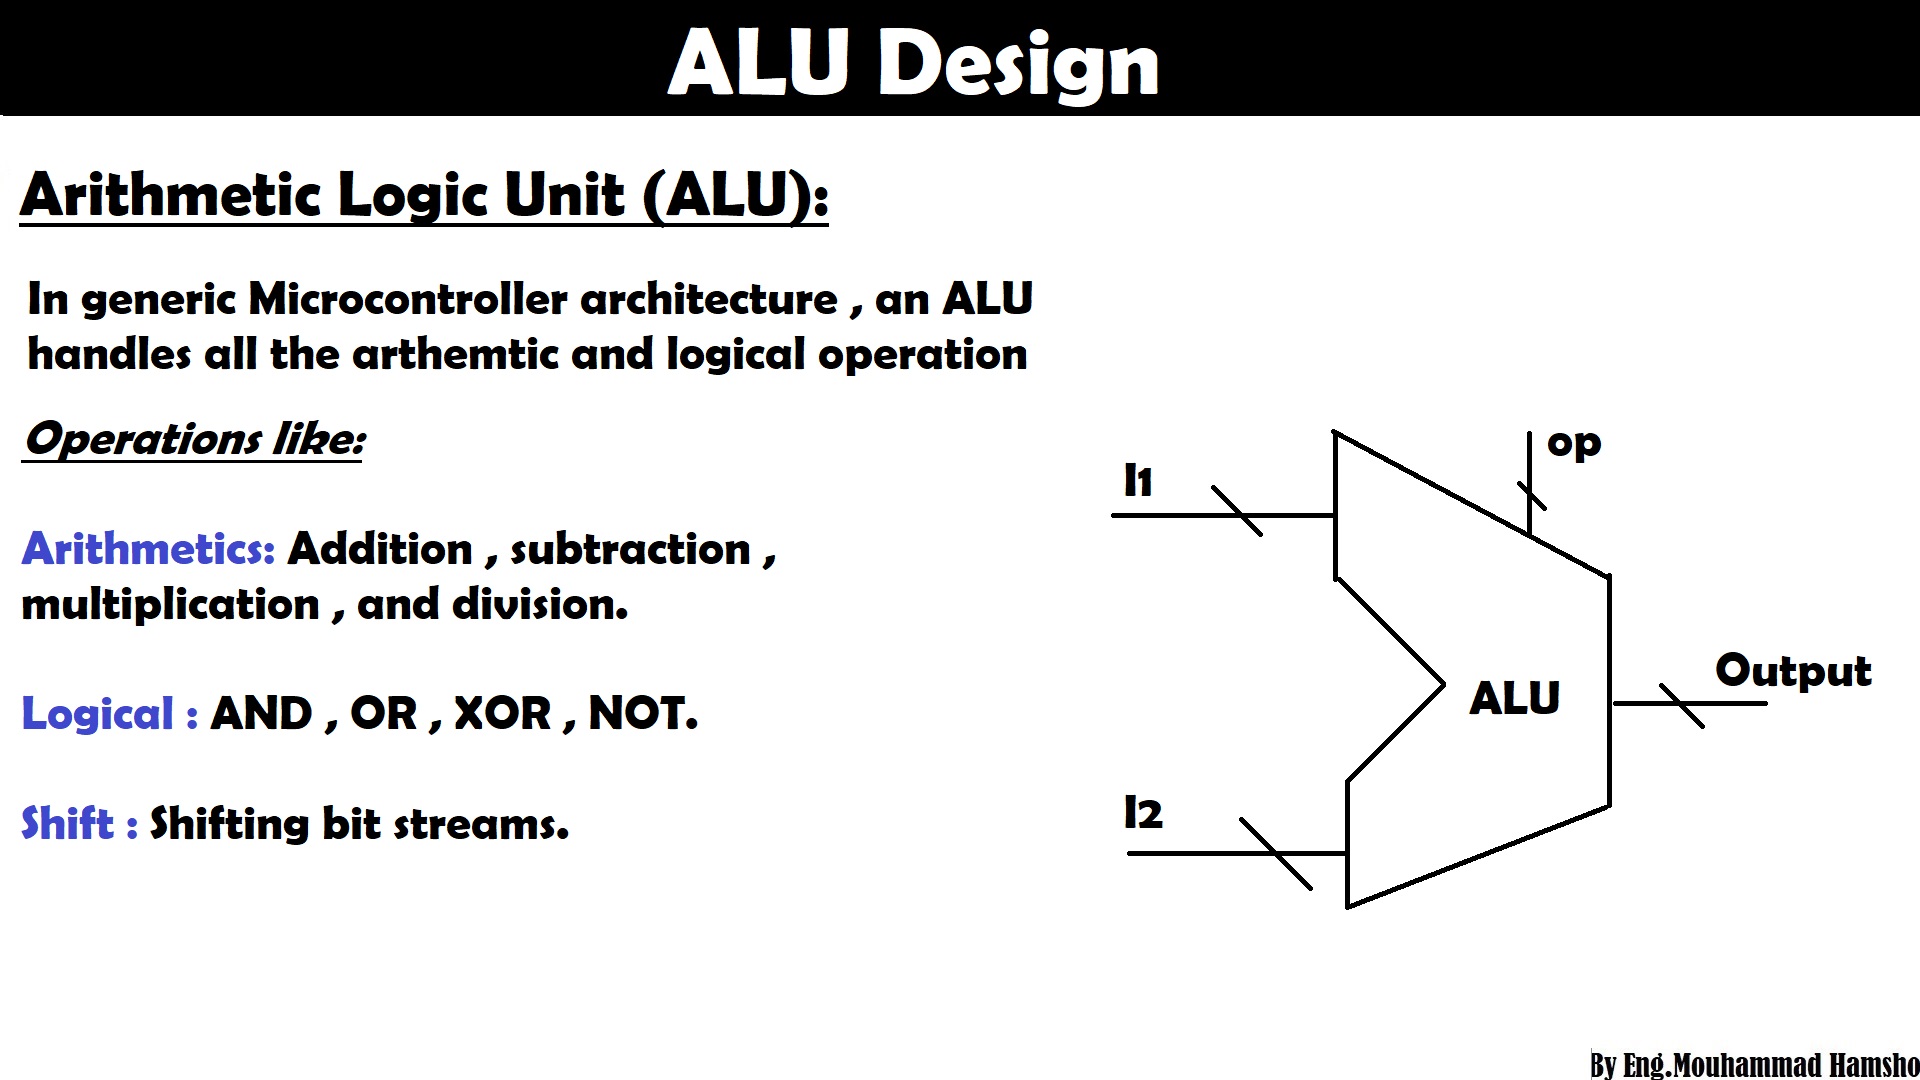 ALU Design
Arithmetic Logic Unit (ALU):
In generic Microcontroller architecture , an ALU
handles all the arthemtic and logical operation
Operations like:
Arithmetics: Addition , subtraction ,
multiplication , and division.
Logical : AND , OR , XOR , NOT.
Shift : Shifting bit streams.
op
I1
Output
ALU
I2
By Eng.Mouhammad Hamsho